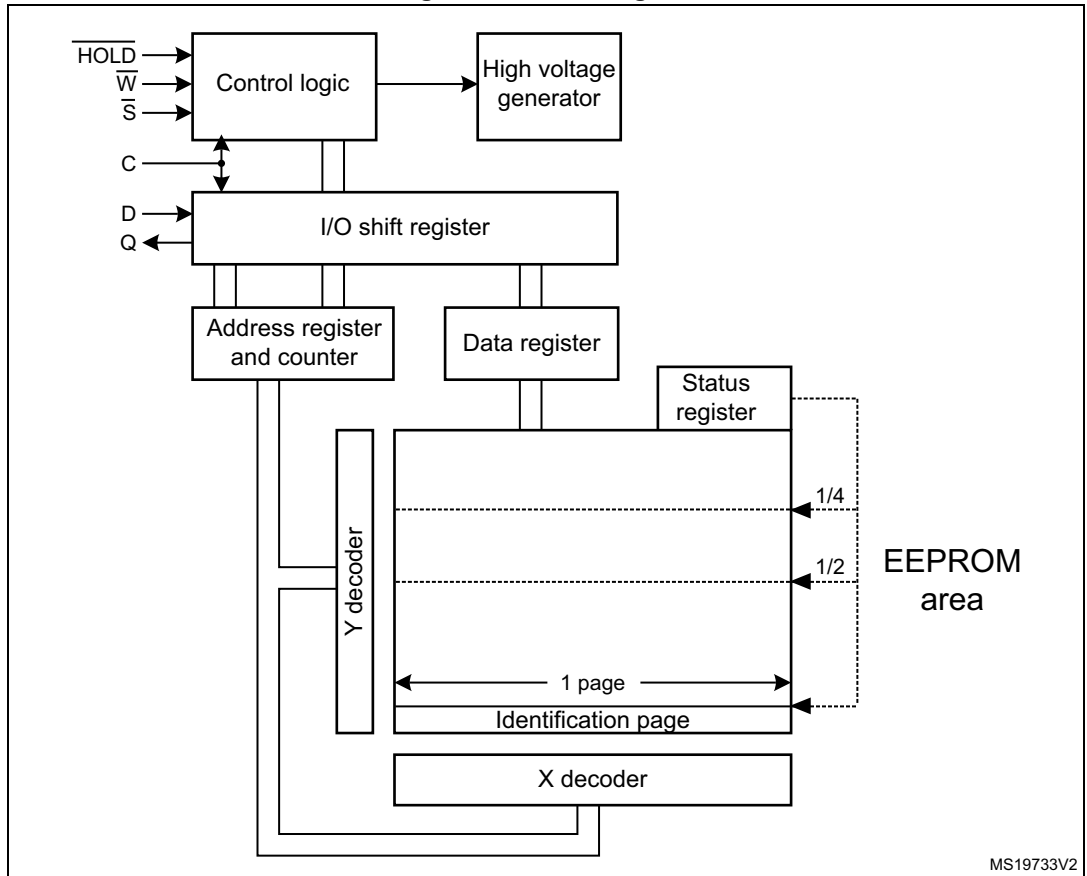 HOLD
W
S
C
D
Q
Control logic
High voltage
generator
I/O shift register
Address register
and counter
Data register
Status
register
1/4
1/2
Y decoder
EEPROM
area
1 page
Identification page
X decoder
MS19733V2